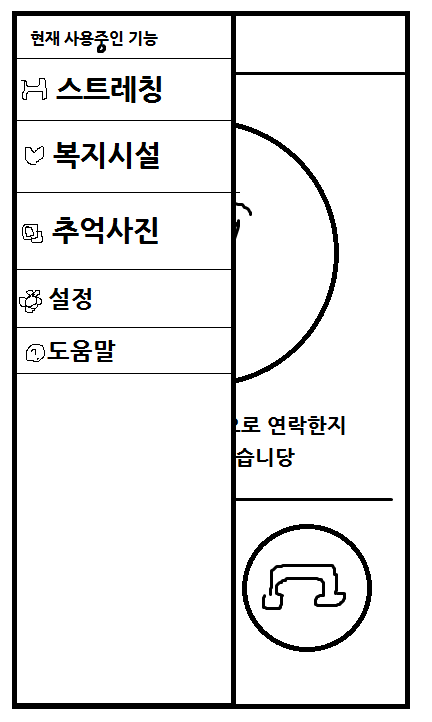 현재 사용중인 기능
스트레칭
복지시설
추억사진
설정
도움말
으로 연락한지
습니당